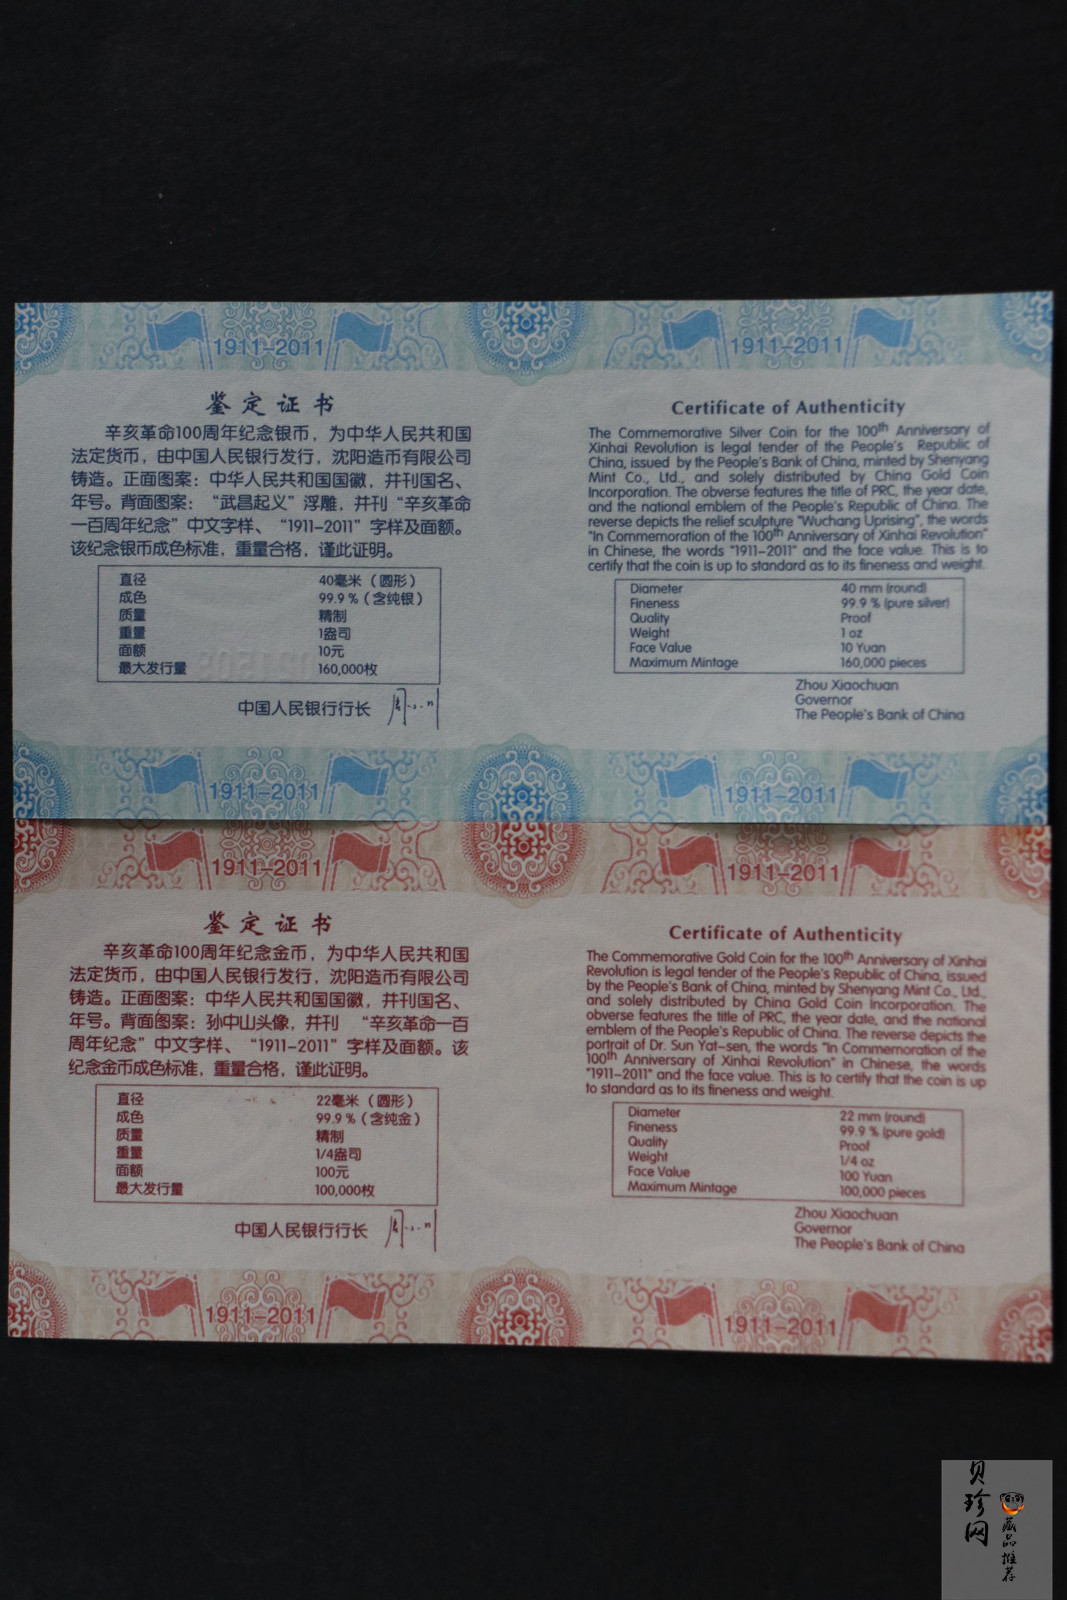 1911-2011
1911-2011
鉴定证书
辛亥革命100周年纪念银币，为中华人民共和国
法定货币，由中国人民银行发行，沈阳造币有限公司
铸造。正面图案：中华人民共和国国徽，并刊国名、
年号。背面图案：“武昌起义”浮雕，并刊“辛亥革命
一百周年纪念”中文字样、“1911-2011”字样及面额。
该纪念银币成色标准，重量合格，谨此证明。
直径 40毫米（圆形）
成色 99.9％（含纯银）
质量 精制
重量 1盎司
面额 10元
最大发行量 160,000枚
中国人民银行行长
Certificate of Authenticity
The Commemorative Silver Coin for the 100th Anniversary of
Xinhai Revolution is legal tender of the People's Republic of
China, issued by the People's Bank of China, minted by Shenyang
Mint Co., Ltd., and solely distributed by China Gold Coin
Incorporation. The obverse features the title of PRC, the year date,
and the national emblem of the People's Republic of China. The
reverse depicts the relief sculpture "Wuchang Uprising", the words
"In Commemoration of the 100th Anniversary of Xinhai Revolution"
in Chinese, the words "1911-2011" and the face value. This is to
certify that the coin is up to standard as to its fineness and weight.
Diameter 40 mm (round)
Fineness 99.9 % (pure silver)
Quality Proof
Weight 1 oz
Face Value 10 Yuan
Maximum Mintage 160,000 pieces
Zhou Xiaochuan
Governor
The People's Bank of China
1911-2011
1911-2011
1911-2011
1911-2011
鉴定证书
辛亥革命100周年纪念金币，为中华人民共和国
法定货币，由中国人民银行发行，沈阳造币有限公司
铸造。正面图案：中华人民共和国国徽，并刊国名、
年号。背面图案：孙中山头像，并刊 “辛亥革命一百
周年纪念”中文字样、“1911-2011”字样及面额。该
纪念金币成色标准，重量合格，谨此证明。
直径 22毫米（圆形）
成色 99.9％（含纯金）
质量 精制
重量 1/4盎司
面额 100元
最大发行量 100,000枚
中国人民银行行长
Certificate of Authenticity
The Commemorative Gold Coin for the 100th Anniversary of Xinhai
Revolution is legal tender of the People's Republic of China, issued
by the People's Bank of China, minted by Shenyang Mint Co., Ltd.,
and solely distributed by China Gold Coin Incorporation. The
obverse features the title of PRC, the year date, and the national
emblem of the People's Republic of China. The reverse depicts the
portrait of Dr. Sun Yat-sen, the words "In Commemoration of the
100th Anniversary of Xinhai Revolution" in Chinese, the words
"1911-2011" and the face value. This is to certify that the coin is up
to standard as to its fineness and weight.
Diameter 22 mm (round)
Fineness 99.9 % (pure gold)
Quality Proof
Weight 1/4 oz
Face Value 100 Yuan
Maximum Mintage 100,000 pieces
Zhou Xiaochuan
Governor
The People's Bank of China
1911-2011
1911-2011
贝珍网
藏品推荐